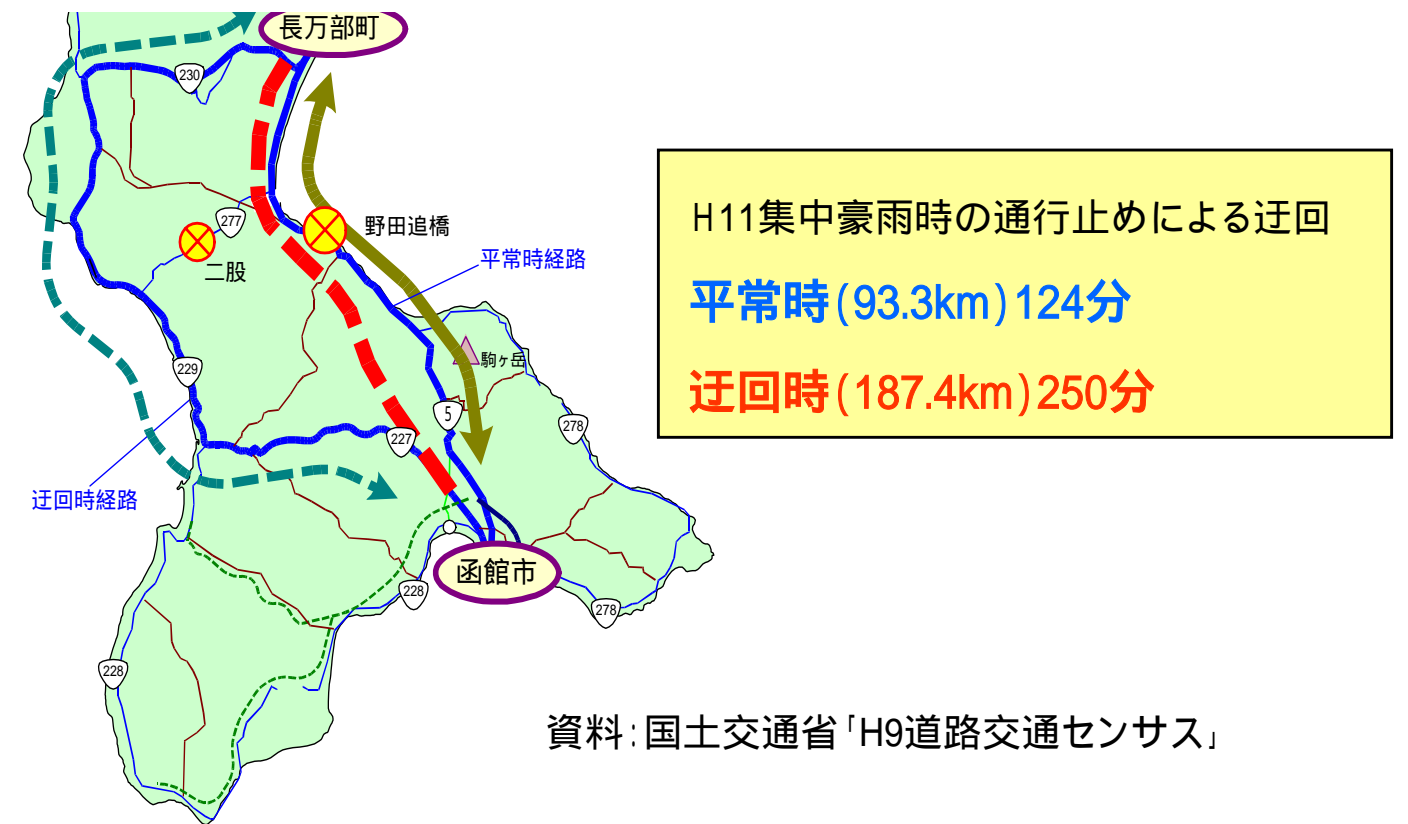 長万部町
230
277
野田追橋
二股
平常時経路
駒ヶ岳
229
5
227
278
迂回時経路
函館市
228
278
228
H11集中豪雨時の通行止めによる迂回
平常時(93.3km)124分
迂回時(187.4km)250分
資料:国土交通省「H9道路交通センサス」